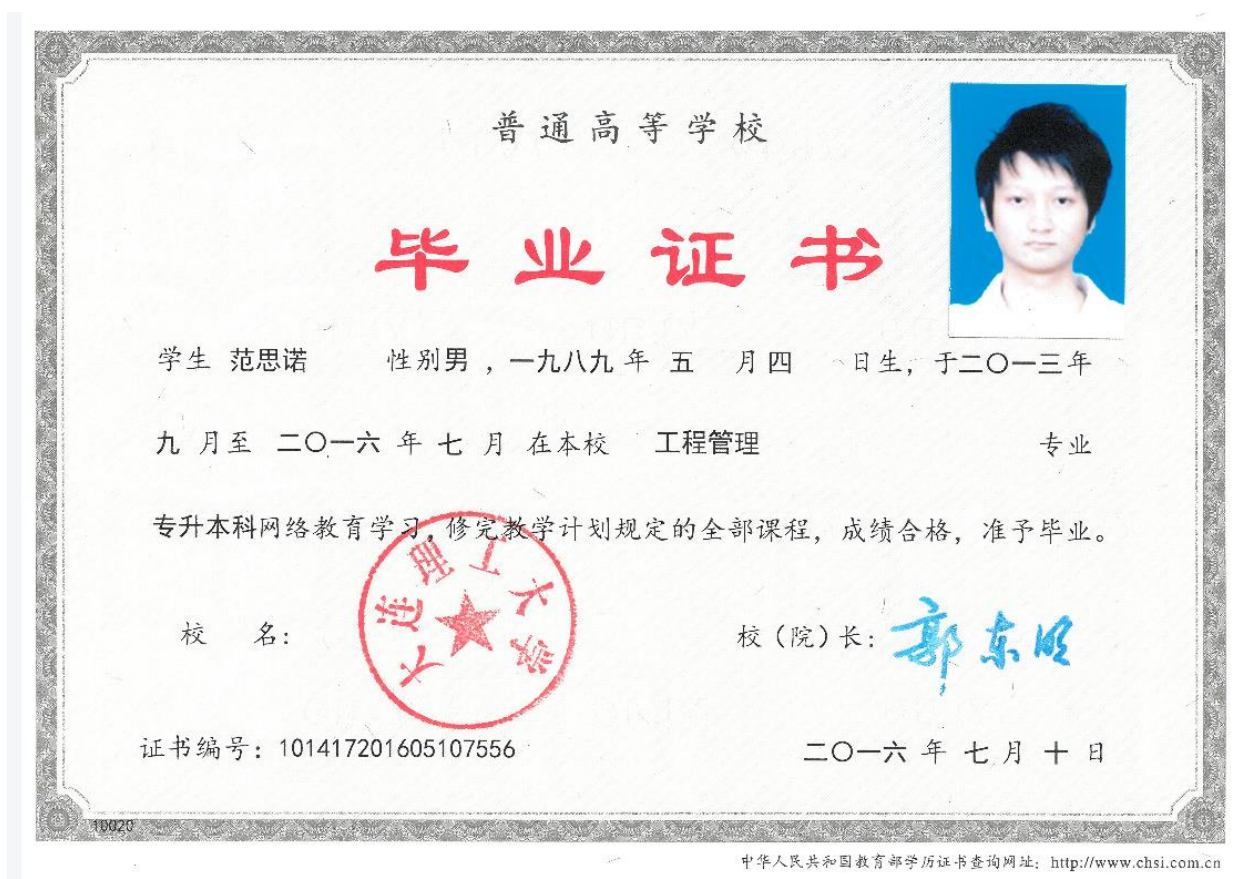 普通高等学校
毕业证书
学生 范思诺 性别男 ，一九八九 年 五 月 四 日生，于二〇一三年
九 月至 二〇一六 年 七 月 在本校 工程管理 专业
专升本科网络教育学习，修完教学计划规定的全部课程，成绩合格，准予毕业。
大连理工大学
校 名：
校（院）长：郭东明
证书编号：101417201605107556
二〇一六 年 七 月 十 日
10020
中华人民共和国教育部学历证书查询网址：http://www.chsi.com.cn